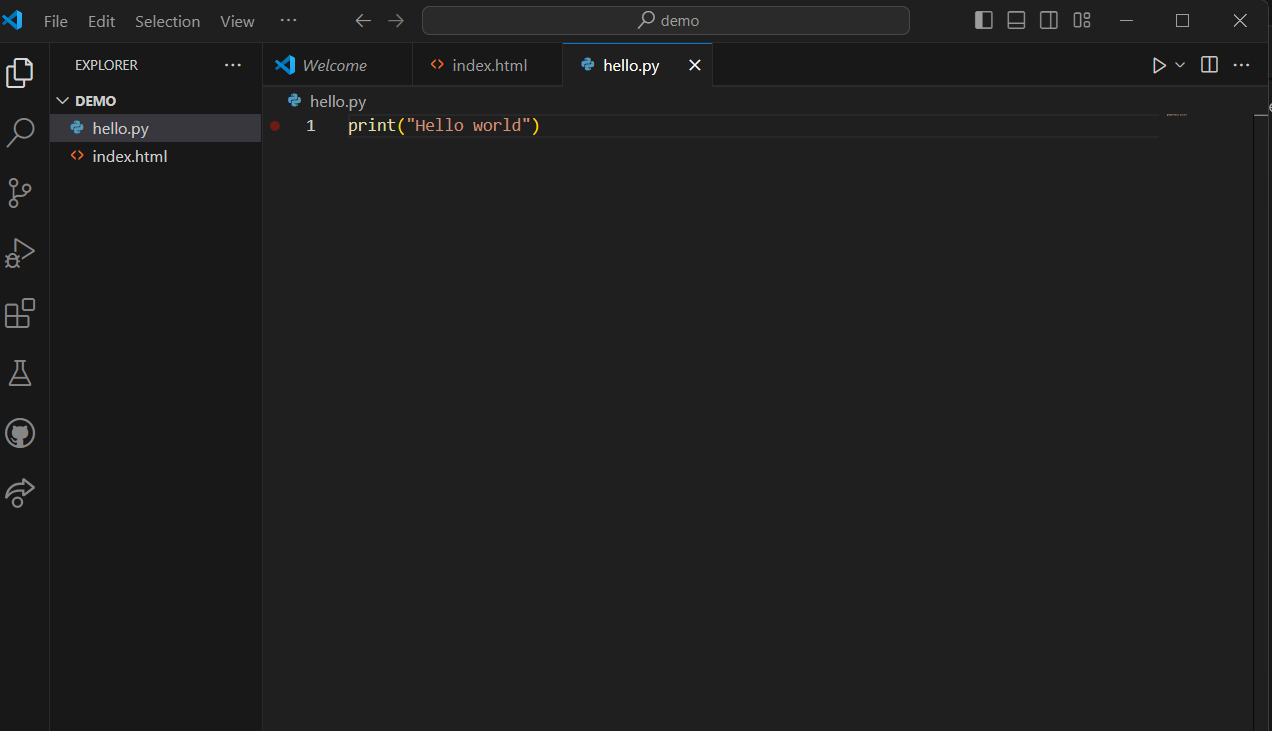 File Edit Selection View ··· demo
EXPLORER ···
Welcome index.html hello.py
DEMO
hello.py
index.html
hello.py
1 print("Hello world")